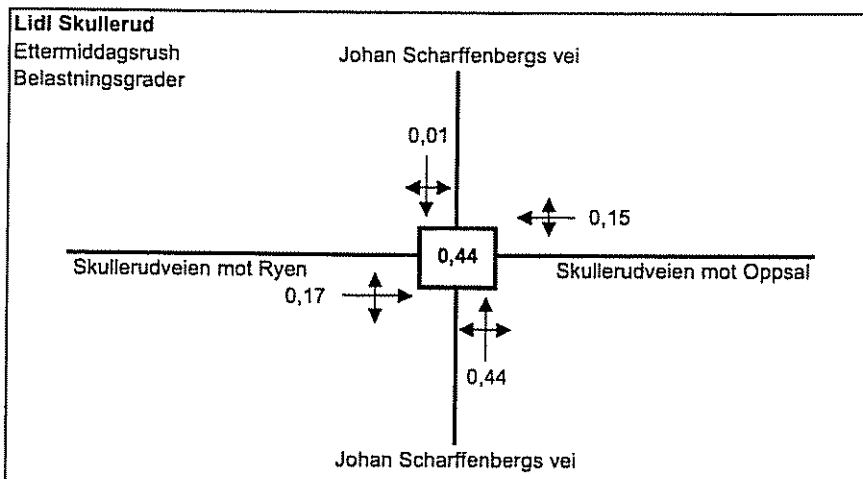 Lidl Skullerud
Ettermiddagsrush
Belastningsgrader
Johan Scharffenbergs vei
0,01
0,15
0,44
Skullerudveien mot Ryen
Skullerudveien mot Oppsal
0,17
0,44
Johan Scharffenbergs vei